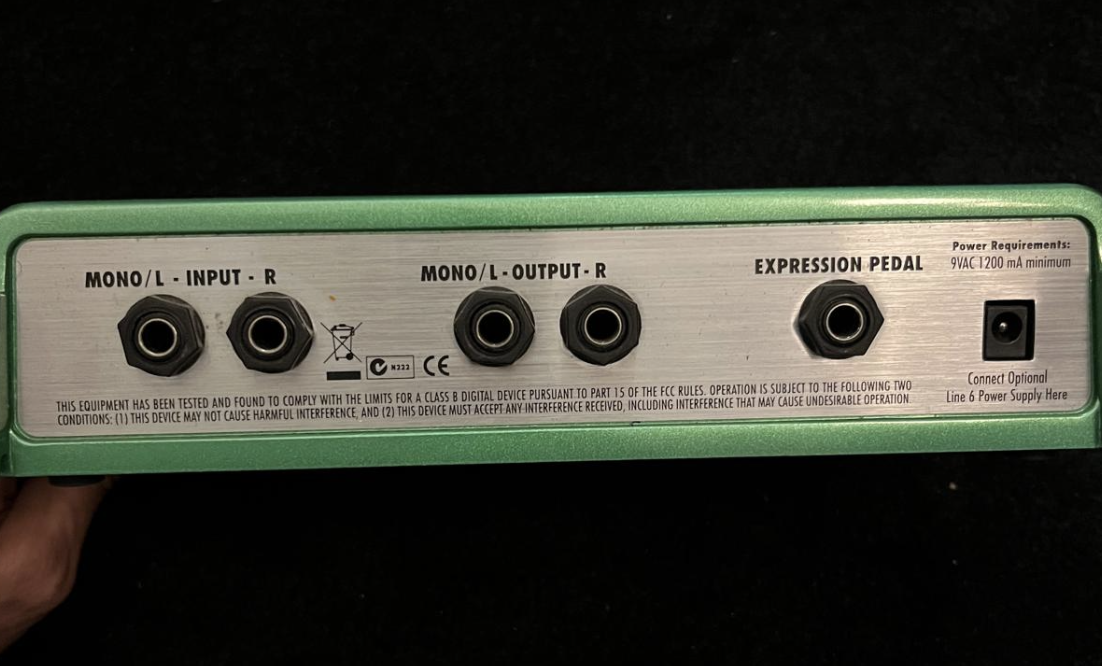 MONO/L - INPUT - R
MONO/L - OUTPUT - R
EXPRESSION PEDAL
Power Requirements:
9VAC 1200 mA minimum
N222
CE
Connect Optional
Line 6 Power Supply Here
THIS EQUIPMENT HAS BEEN TESTED AND FOUND TO COMPLY WITH THE LIMITS FOR A CLASS B DIGITAL DEVICE PURSUANT TO PART 15 OF THE FCC RULES. OPERATION IS SUBJECT TO THE FOLLOWING TWO
CONDITIONS: (1) THIS DEVICE MAY NOT CAUSE HARMFUL INTERFERENCE, AND (2) THIS DEVICE MUST ACCEPT ANY INTERFERENCE RECEIVED, INCLUDING INTERFERENCE THAT MAY CAUSE UNDESIRABLE OPERATION